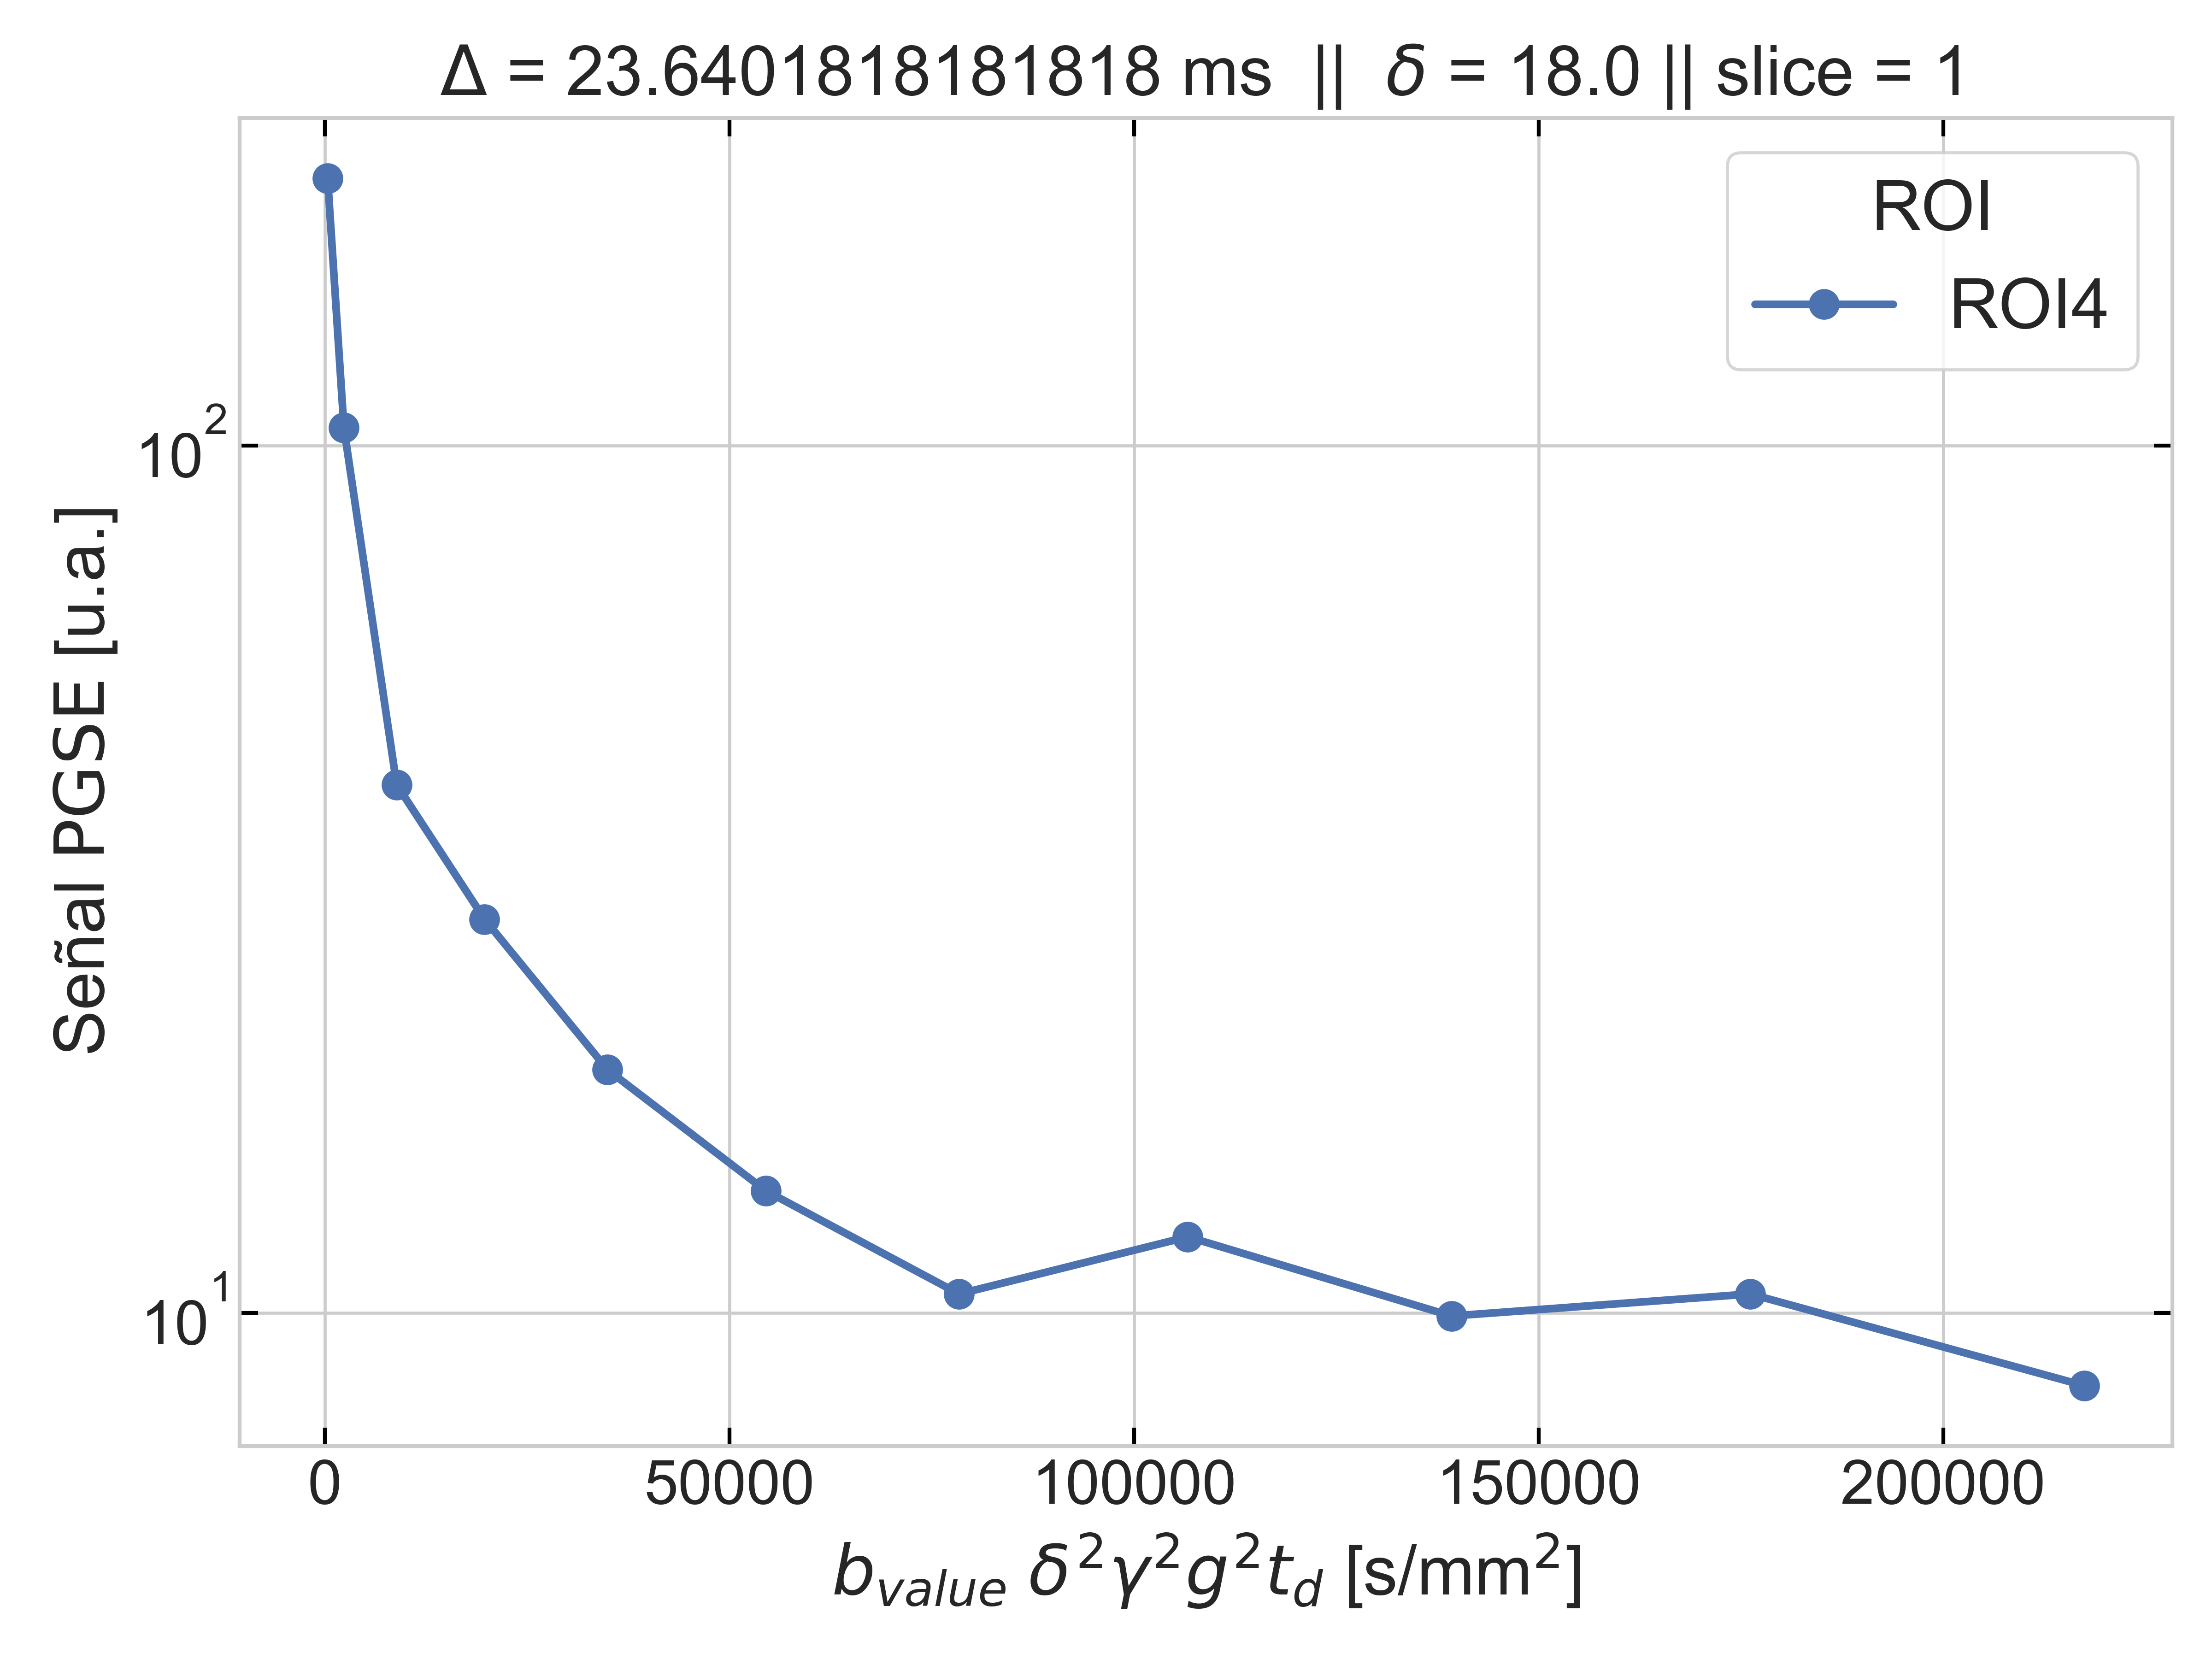 Δ = 23.640181818181818 ms || δ = 18.0 || slice = 1
ROI
ROI4
Señal PGSE [u.a.]
10²
10¹
0 50000 100000 150000 200000
b_value δ²γ²g²t_d [s/mm²]